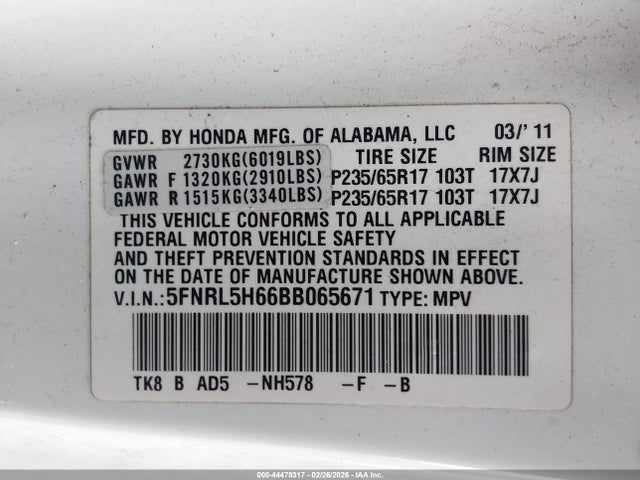 MFD. BY HONDA MFG. OF ALABAMA, LLC 03/' 11
GVWR 2730KG(6019LBS) TIRE SIZE RIM SIZE
GAWR F 1320KG(2910LBS) P235/65R17 103T 17X7J
GAWR R 1515KG(3340LBS) P235/65R17 103T 17X7J
THIS VEHICLE CONFORMS TO ALL APPLICABLE
FEDERAL MOTOR VEHICLE SAFETY
AND THEFT PREVENTION STANDARDS IN EFFECT
ON THE DATE OF MANUFACTURE SHOWN ABOVE.
V.I.N.:5FNRL5H66BB065671 TYPE: MPV
TK8 B AD5 -NH578 -F -B
000-44478317 - 02/26/2026 - IAAI.COM